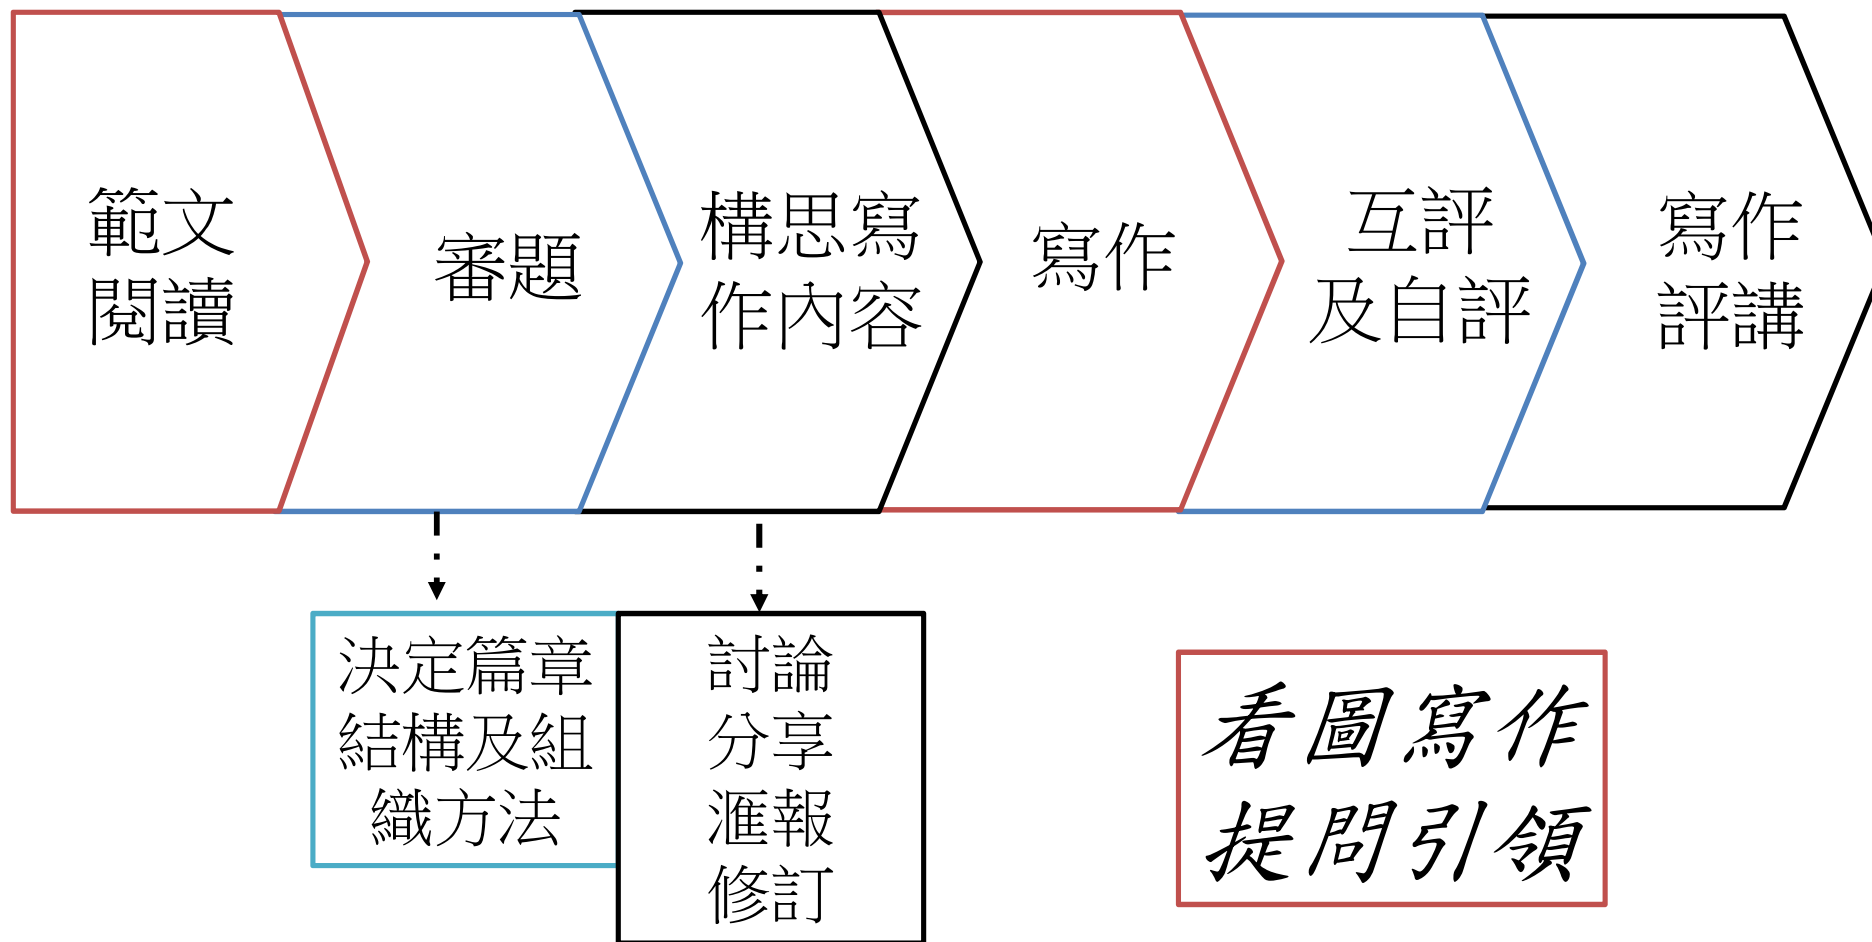 範文
閱讀
審題
構思寫
作內容
寫作
互評
及自評
寫作
評講
決定篇章
結構及組
織方法
討論
分享
滙報
修訂
看圖寫作
提問引領